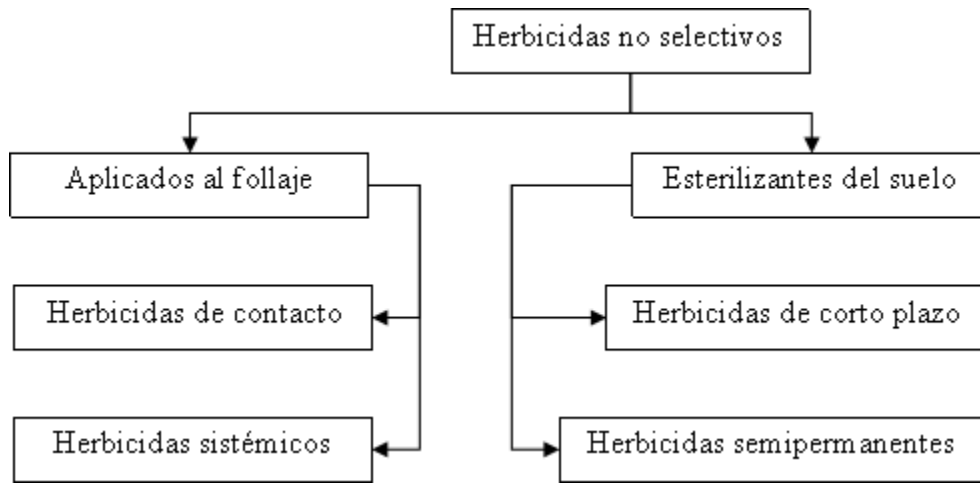 Herbicidas no selectivos
Aplicados al follaje
Esterilizantes del suelo
Herbicidas de contacto
Herbicidas de corto plazo
Herbicidas sistémicos
Herbicidas semipermanentes